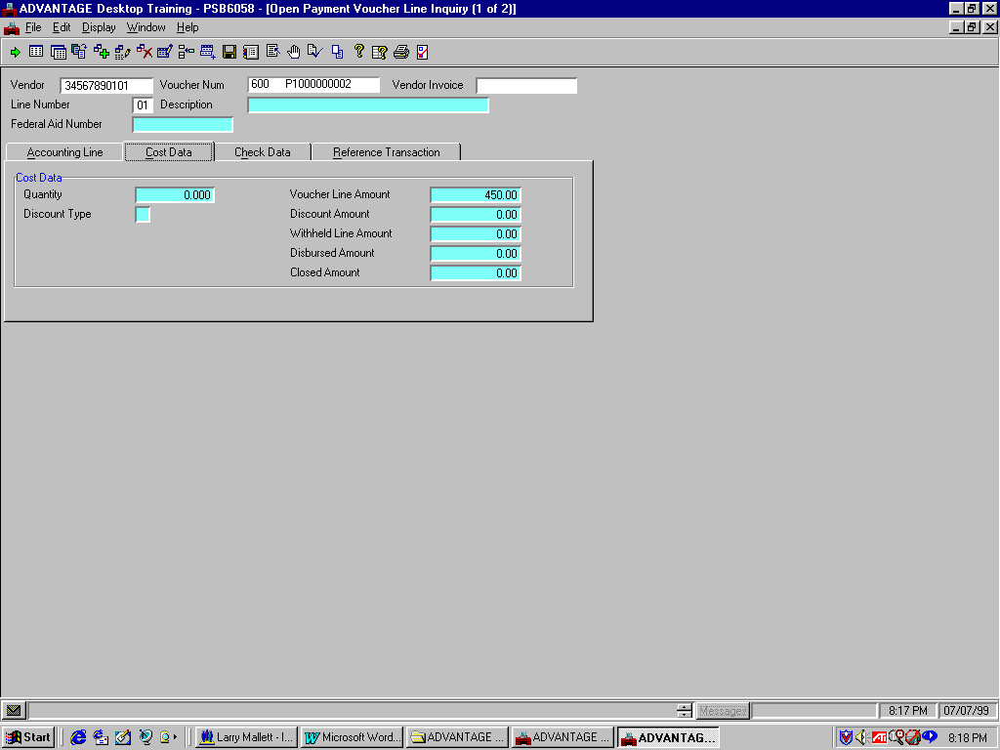 ADVANTAGE Desktop Training - PSB6058 - [Open Payment Voucher Line Inquiry (1 of 2)]
File Edit Display Window Help
Vendor 34567890101 Voucher Num 600 P1000000002 Vendor Invoice
Line Number 01 Description
Federal Aid Number
Accounting Line Cost Data Check Data Reference Transaction
Cost Data
Quantity 0.000 Voucher Line Amount 450.00
Discount Type Discount Amount 0.00
Withheld Line Amount 0.00
Disbursed Amount 0.00
Closed Amount 0.00
Messages 8:17 PM 07/07/99
Start Larry Mallett - I... Microsoft Word... ADVANTAGE ... ADVANTAGE ... ADVANTAG... 8:18 PM